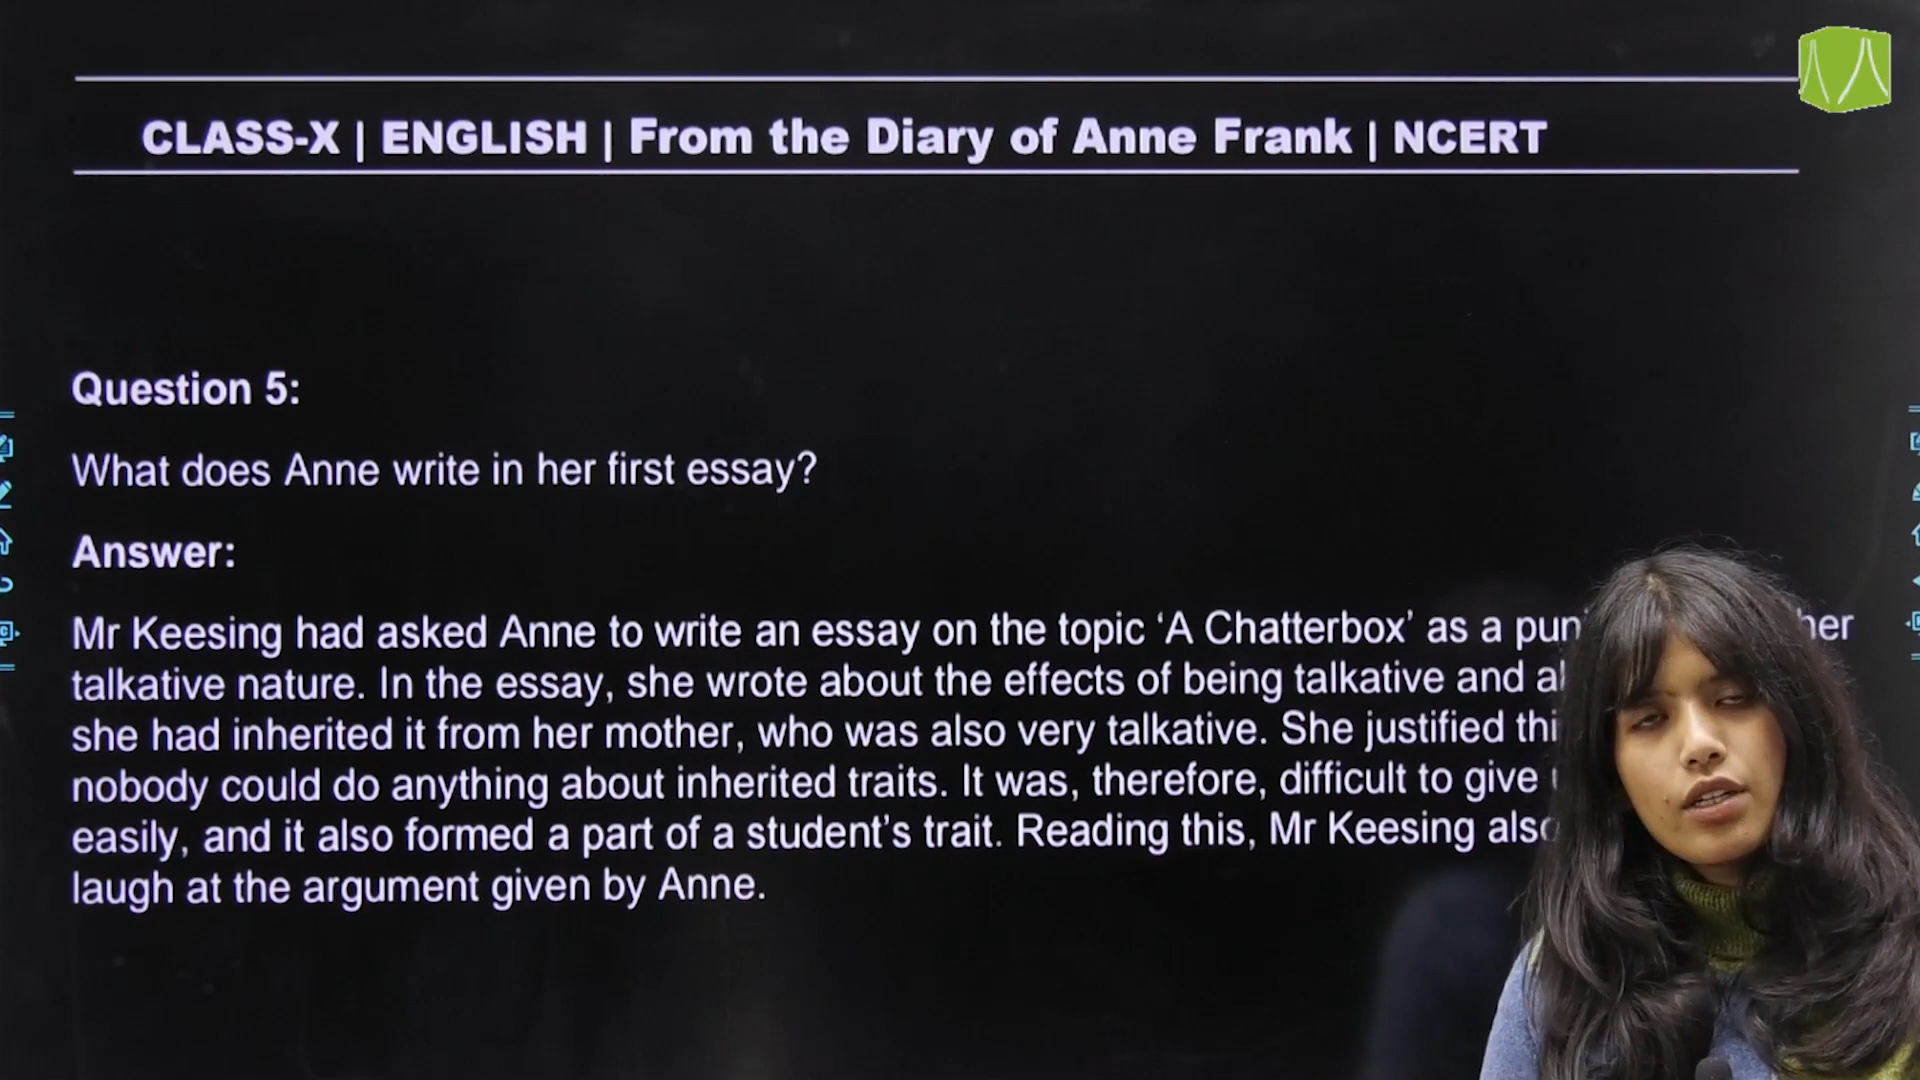 CLASS-X | ENGLISH | From the Diary of Anne Frank | NCERT
Question 5:
What does Anne write in her first essay?
Answer:
Mr Keesing had asked Anne to write an essay on the topic ‘A Chatterbox’ as a her
talkative nature. In the essay, she wrote about the effects of being talkative and
she had inherited it from her mother, who was also very talkative. She justified
nobody could do anything about inherited traits. It was, therefore, difficult to give
easily, and it also formed a part of a student’s trait. Reading this, Mr Keesing also
laugh at the argument given by Anne.